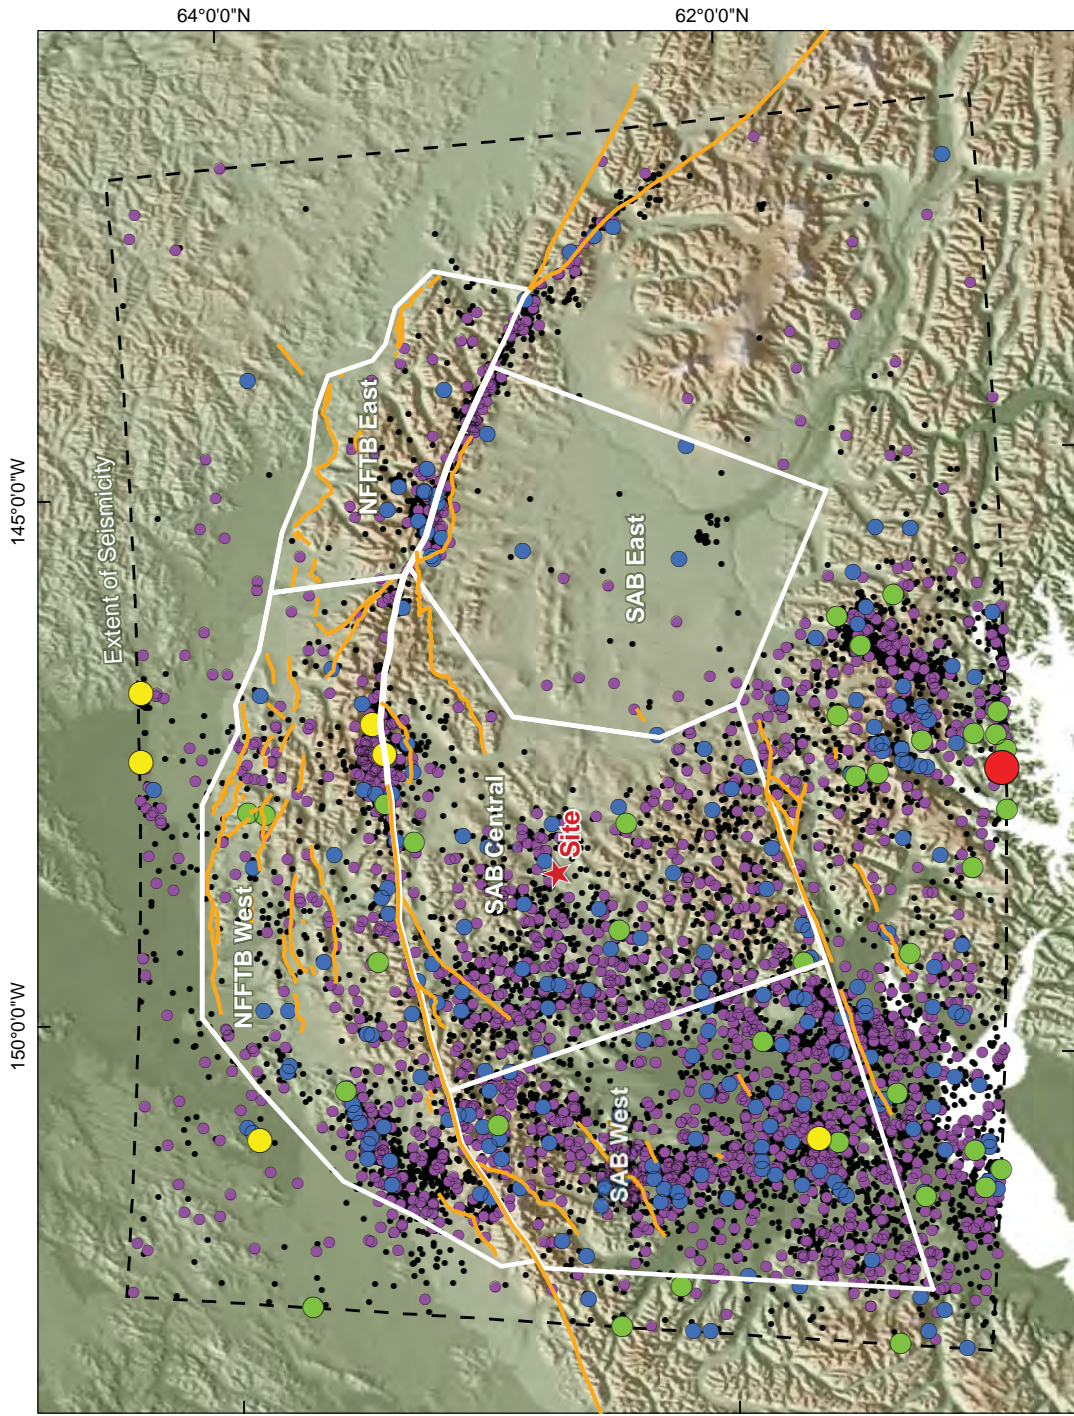 64°0'0"N
62°0'0"N
145°0'0"W
150°0'0"W
Extent of Seismicity
NFFTB East
SAB East
SAB Central
Site
NFFTB West
SAB West